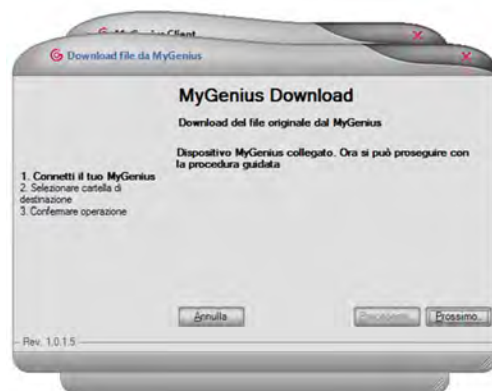 MyGenius Client
Download file da MyGenius
MyGenius Download
Download del file originale dal MyGenius
Dispositivo MyGenius collegato. Ora si può proseguire con
la procedura guidata
1. Connetti il tuo MyGenius
2. Selezionare cartella di
destinazione
3. Confermare operazione
Annulla
Prossimo..
Rev. 1.0.1.5